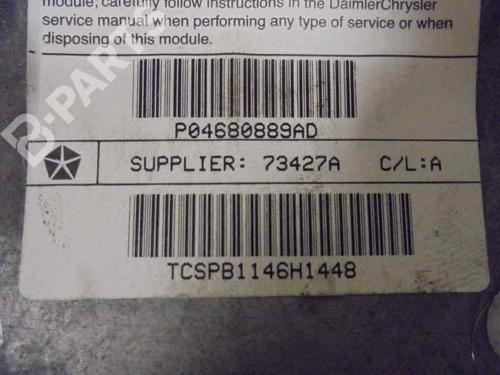 module; carefully follow instructions in the DaimlerChrysler
service manual when performing any type of service or when
disposing of this module.
P04680889AD
SUPPLIER: 73427A C/L:A
TCSPB1146H1448
B-PARTS